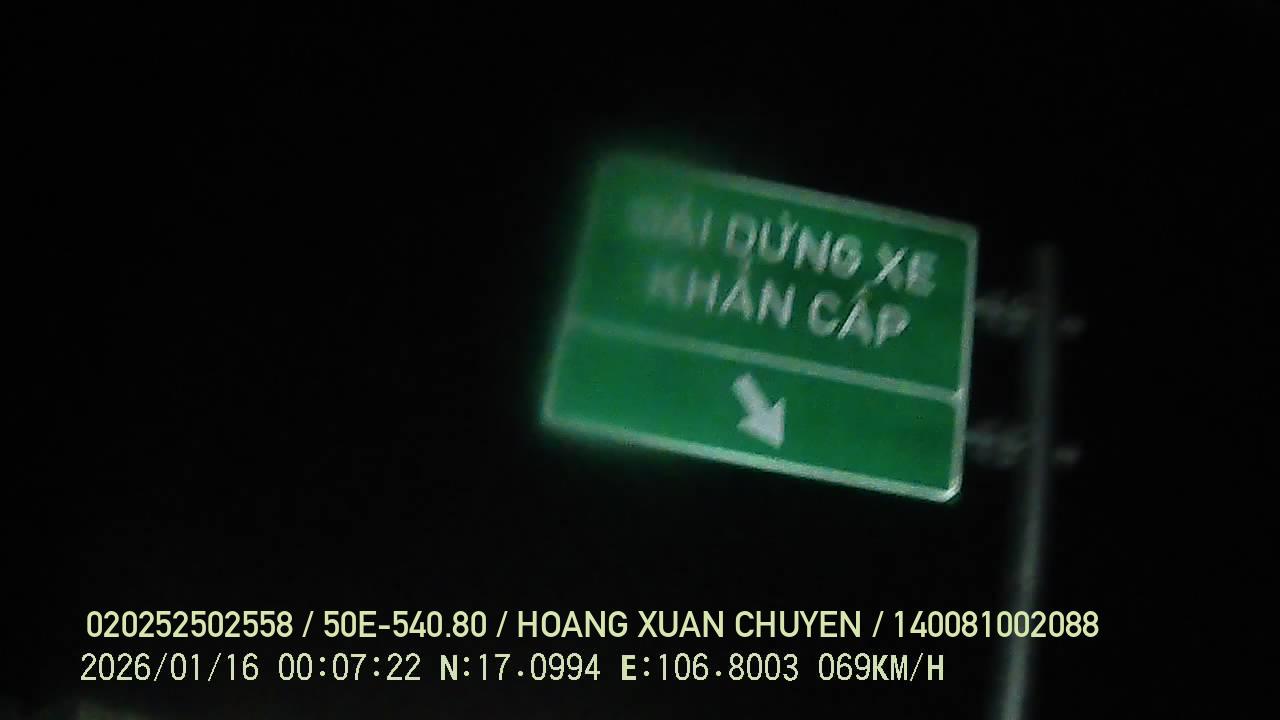 DẢI DỪNG XE
KHẨN CẤP
020252502558 / 50E-540.80 / HOANG XUAN CHUYEN / 140081002088
2026/01/16 00:07:22 N:17.0994 E:106.8003 069KM/H